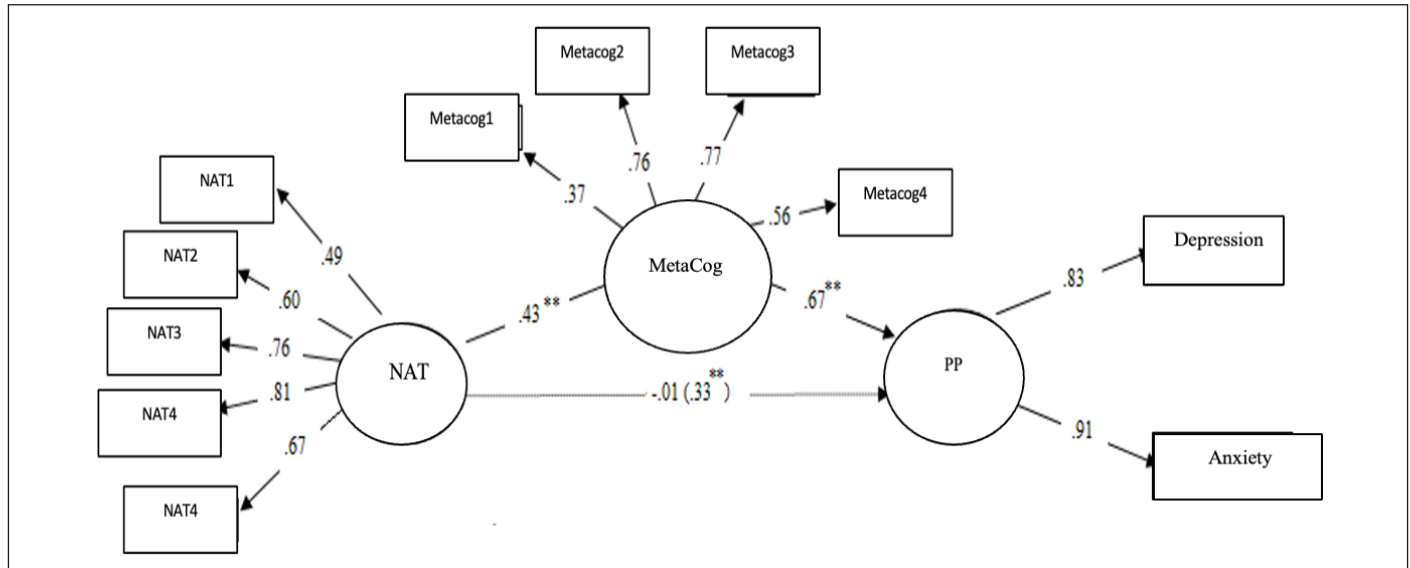 Metacog2
Metacog3
Metacog1
.76
.77
NAT1
.37
Metacog4
.56
NAT2
.49
Depression
MetaCog
.83
.60
.43**
.67**
NAT3
.76
NAT
PP
.81
-.01 (.33**)
NAT4
.67
.91
Anxiety
NAT4